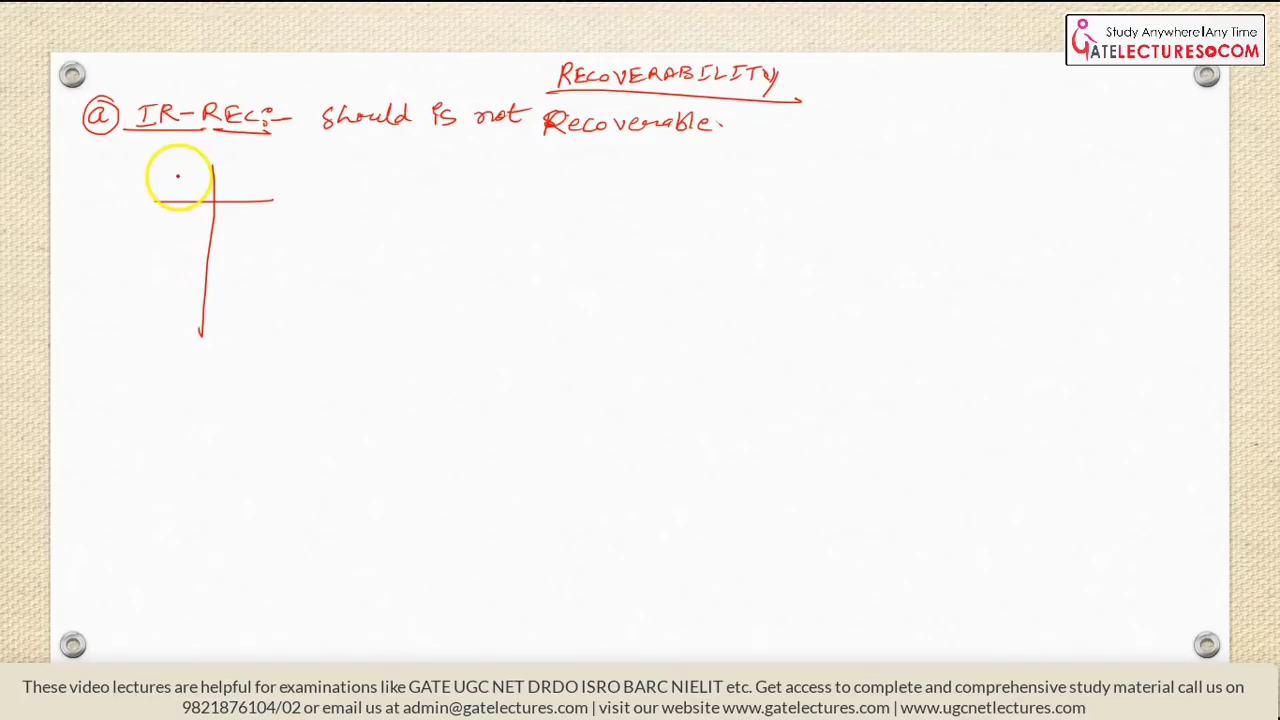 Study Anywhere Any Time
GATELECTURES.COM
RECOVERABILITY
(a) IR-REC:- should is not Recoverable.
These video lectures are helpful for examinations like GATE UGC NET DRDO ISRO BARC NIELIT etc. Get access to complete and comprehensive study material call us on
9821876104/02 or email us at admin@gatelectures.com | visit our website www.gatelectures.com | www.ugcnetlectures.com